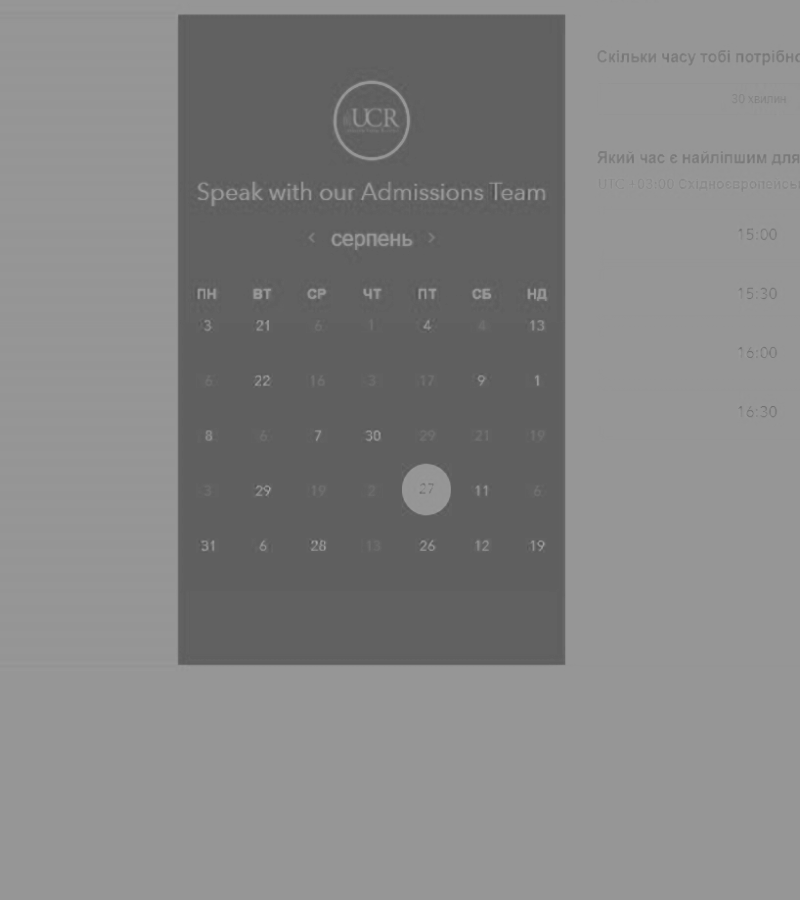 UCR
Speak with our Admissions Team
< серпень >
ПН ВТ СР ЧТ ПТ СБ НД
3 21 6 1 4 4 13
6 22 16 3 17 9 1
8 6 7 30 29 21 19
3 29 19 2 27 11 6
31 6 28 13 26 12 19
Скільки часу тобі потрібно
30 хвилин
Який час є найліпшим для
UTC +03:00 Східноєвропейськ
15:00
15:30
16:00
16:30